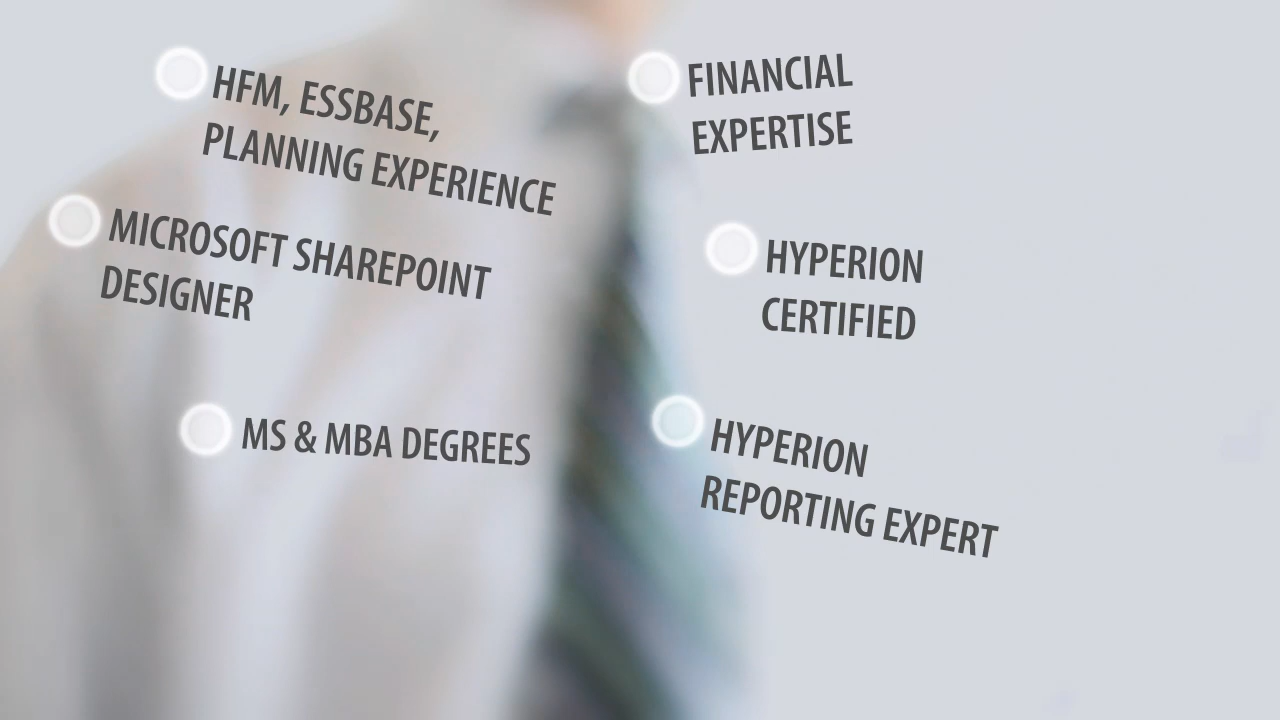 HFM, ESSBASE,
PLANNING EXPERIENCE
MICROSOFT SHAREPOINT
DESIGNER
MS & MBA DEGREES
FINANCIAL
EXPERTISE
HYPERION
CERTIFIED
HYPERION
REPORTING EXPERT